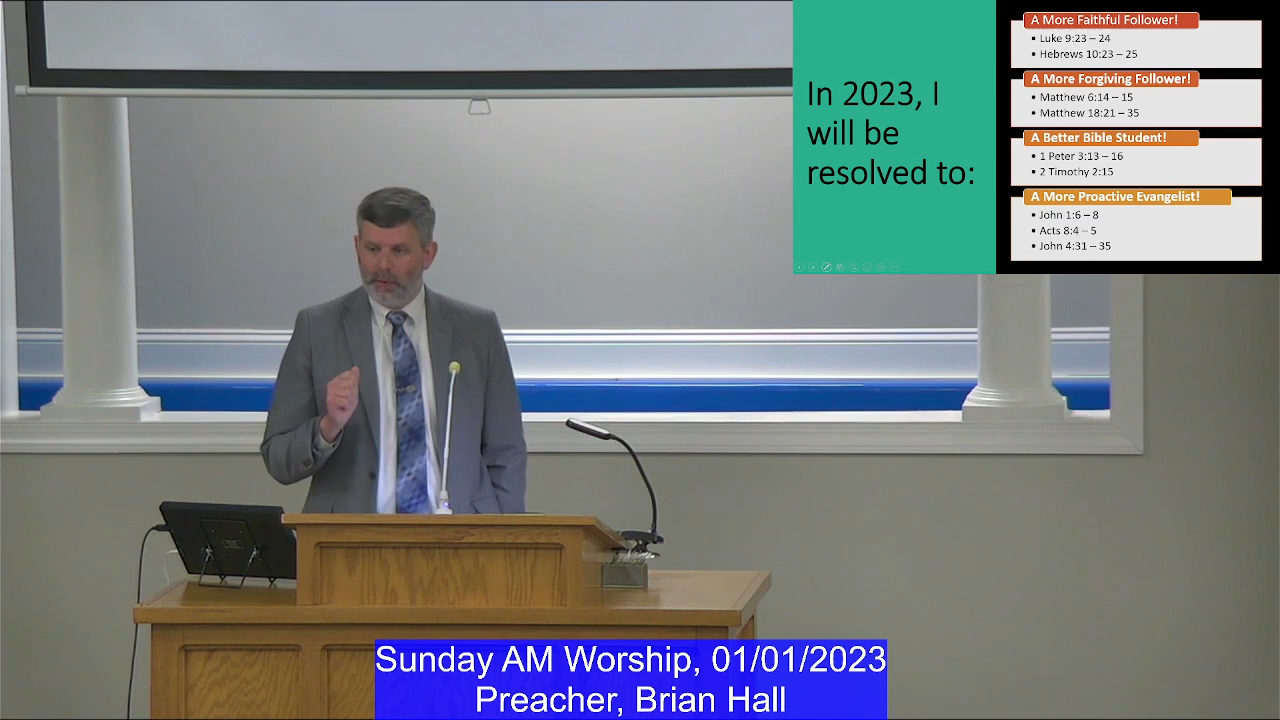 In 2023, I
will be
resolved to:
A More Faithful Follower!
• Luke 9:23 – 24
• Hebrews 10:23 – 25
A More Forgiving Follower!
• Matthew 6:14 – 15
• Matthew 18:21 – 35
A Better Bible Student!
• 1 Peter 3:13 – 16
• 2 Timothy 2:15
A More Proactive Evangelist!
• John 1:6 – 8
• Acts 8:4 – 5
• John 4:31 – 35
Sunday AM Worship, 01/01/2023
Preacher, Brian Hall